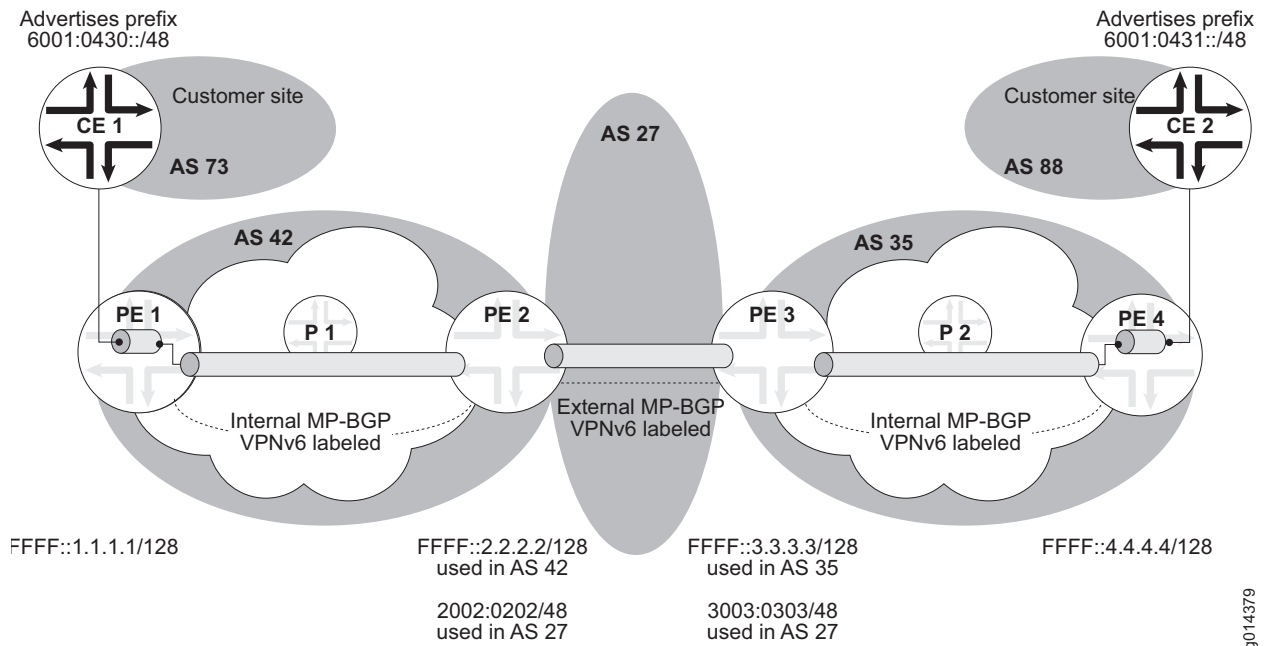 Advertises prefix
6001:0430::/48
Advertises prefix
6001:0431::/48
Customer site
CE 1
AS 73
AS 27
Customer site
CE 2
AS 88
AS 42
AS 35
PE 1
P 1
PE 2
PE 3
P 2
PE 4
Internal MP-BGP
VPNv6 labeled
External MP-BGP
VPNv6 labeled
Internal MP-BGP
VPNv6 labeled
FFFF::1.1.1.1/128
FFFF::2.2.2.2/128
used in AS 42
2002:0202/48
used in AS 27
FFFF::3.3.3.3/128
used in AS 35
3003:0303/48
used in AS 27
FFFF::4.4.4.4/128
g014379